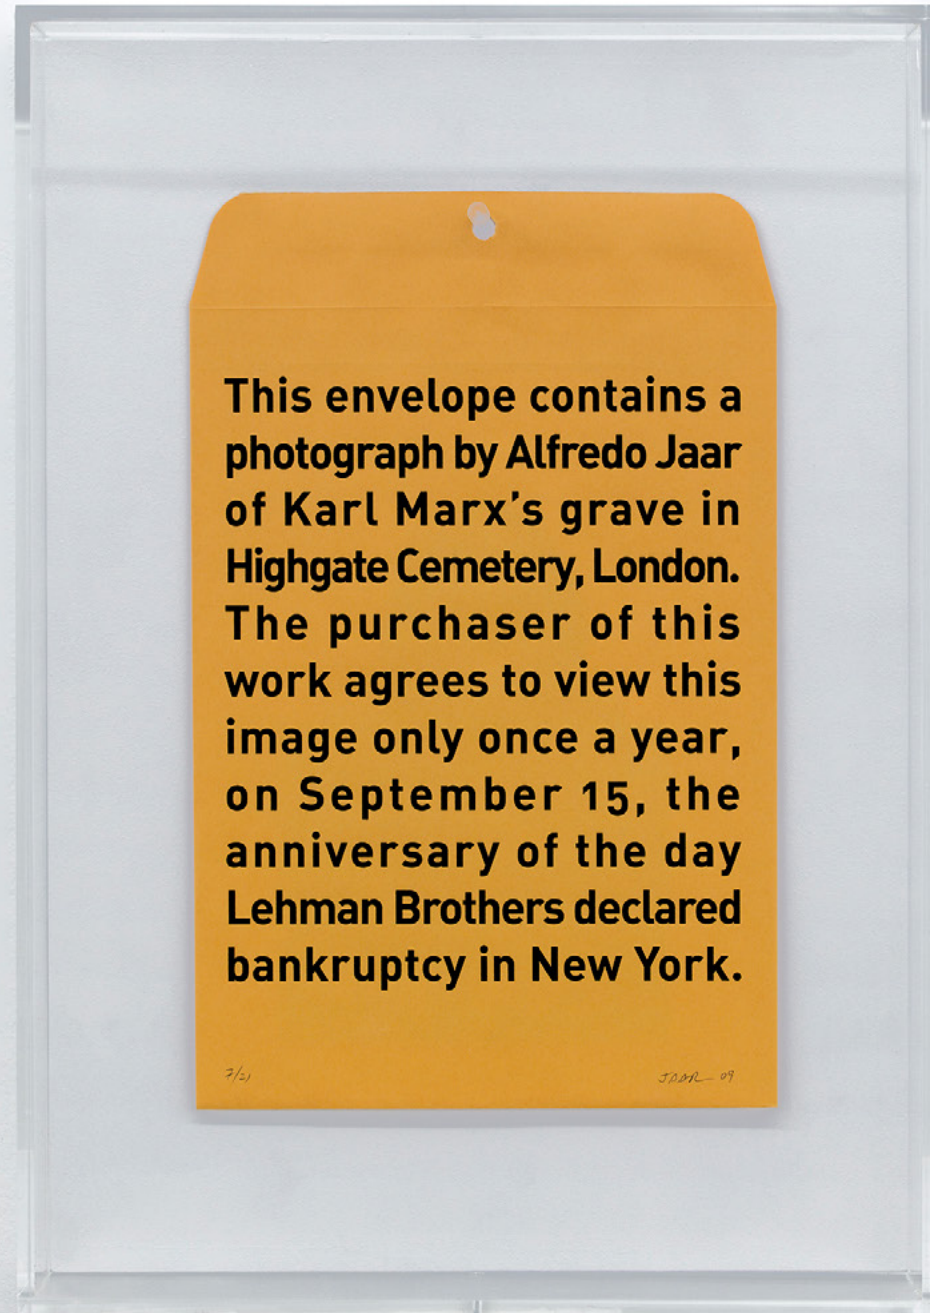 This envelope contains a
photograph by Alfredo Jaar
of Karl Marx’s grave in
Highgate Cemetery, London.
The purchaser of this
work agrees to view this
image only once a year,
on September 15, the
anniversary of the day
Lehman Brothers declared
bankruptcy in New York.
7/21 JAAR 09